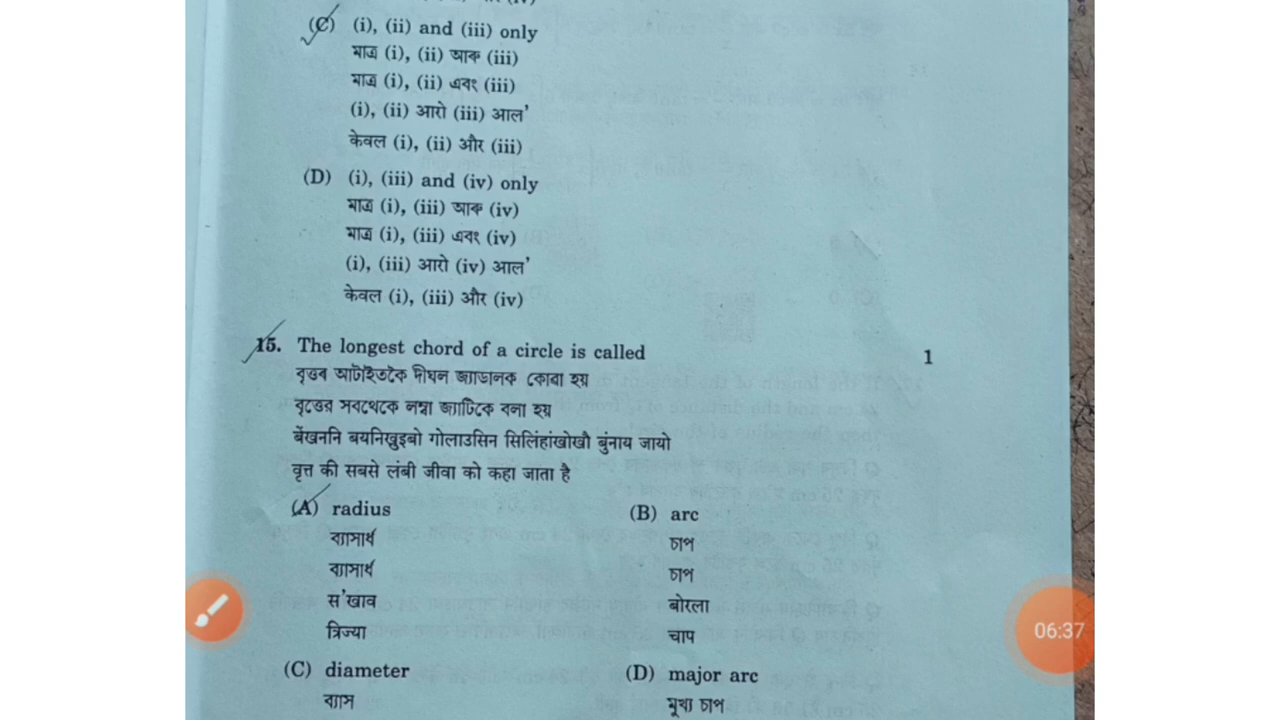 (C) (i), (ii) and (iii) only
মাত্ৰ (i), (ii) আৰু (iii)
মাত্র (i), (ii) এবং (iii)
(i), (ii) आरो (iii) आल'
केवल (i), (ii) और (iii)
(D) (i), (iii) and (iv) only
মাত্ৰ (i), (iii) আৰু (iv)
মাত্র (i), (iii) এবং (iv)
(i), (iii) आरो (iv) आल'
केवल (i), (iii) और (iv)
15. The longest chord of a circle is called 1
বৃত্তৰ আটাইতকৈ দীঘল জ্যাডালক কোৱা হয়
বৃত্তের সবথেকে লম্বা জ্যাটিকে বলা হয়
बेंखननि बयनिखुइबो गोलाउसिन सिलिंहांखोखौ बुंनाय जायो
वृत्त की सबसे लंबी जीवा को कहा जाता है
(A) radius (B) arc
ব্যাসাৰ্ধ চাপ
ব্যাসার্ধ চাপ
स'खाव बोरला
त्रिज्या चाप
(C) diameter (D) major arc
ব্যাস মুখ্য চাপ
06:37